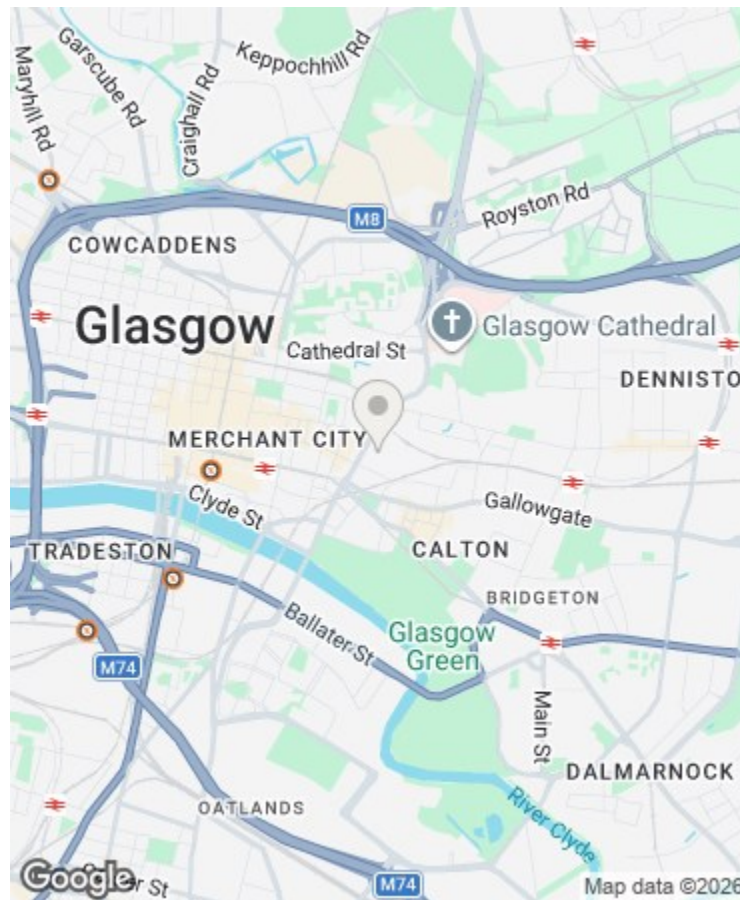 Keppochhill Rd
Garscube Rd
Maryhill Rd
Craighall Rd
Royston Rd
M8
COWCADDENS
Glasgow
Glasgow Cathedral
Cathedral St
DENNISTO
MERCHANT CITY
Clyde St
Gallowgate
TRADESTON
CALTON
BRIDGETON
Ballater St
Glasgow
Green
M74
Main St
DALMARNOCK
OATLANDS
River Clyde
Google
St
M74
Map data ©2026